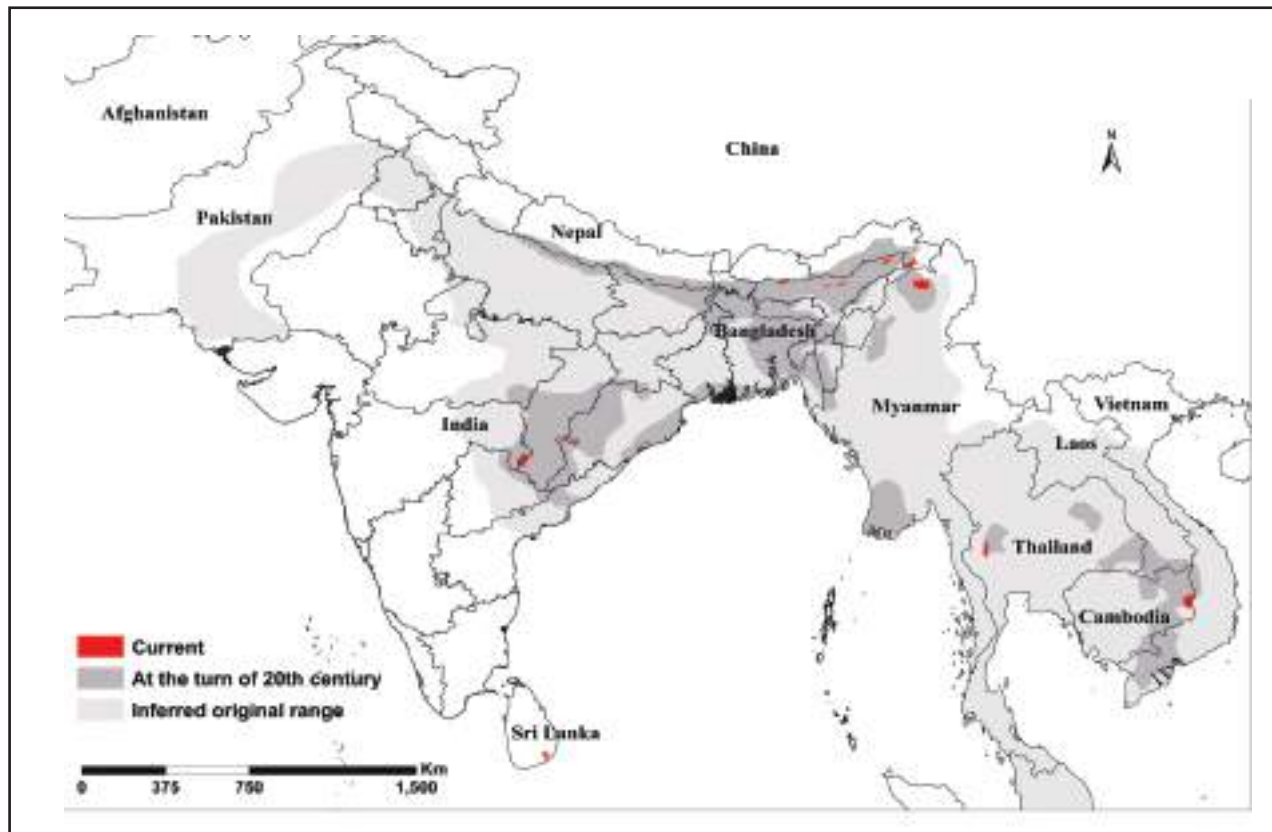 Afghanistan
China
N
Pakistan
Nepal
Bangladesh
Myanmar
Vietnam
India
Laos
Thailand
Cambodia
Current
At the turn of 20th century
Inferred original range
Sri Lanka
Km
0 375 750 1,500